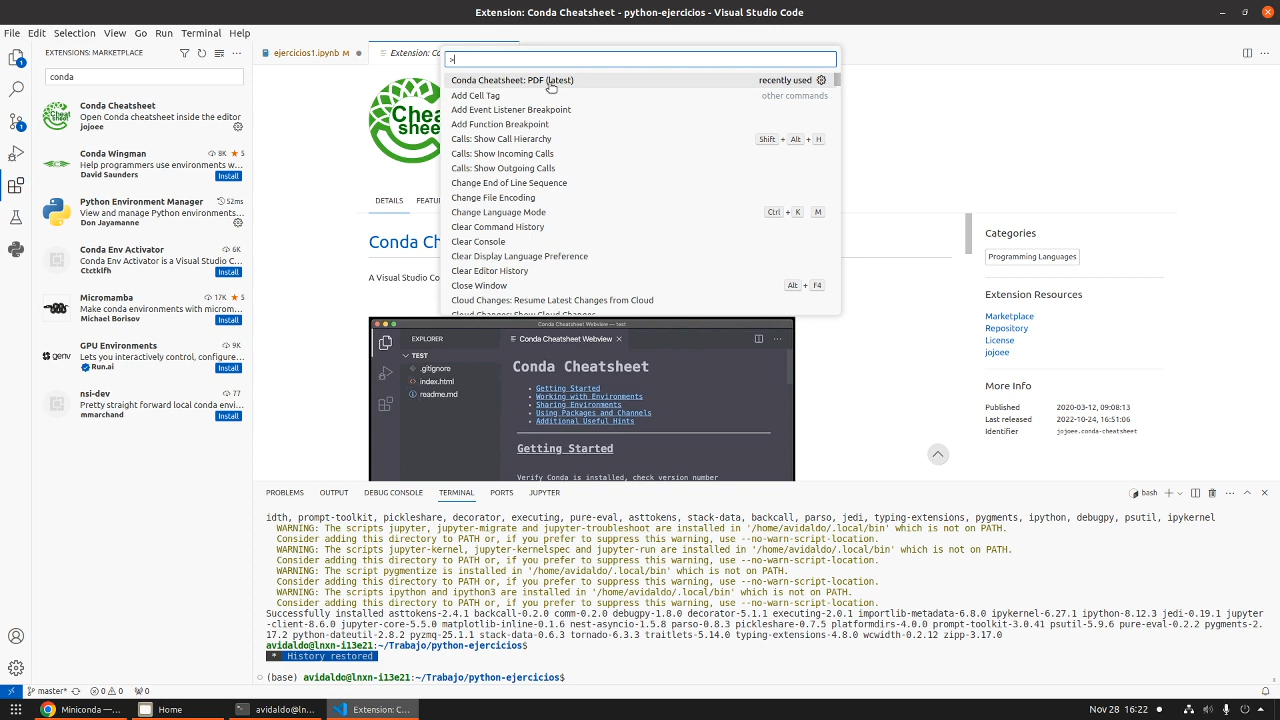 Extension: Conda Cheatsheet - python-ejercicios - Visual Studio Code
File Edit Selection View Go Run Terminal Help
EXTENSIONS: MARKETPLACE
conda
Conda Cheatsheet
Open Conda cheatsheet inside the editor
jojoee
Conda Wingman 8K ★ 5
Help programmers use environments w...
David Saunders Install
Python Environment Manager 52ms
View and manage Python environments...
Don Jayamanne
Conda Env Activator 6K
Conda Env Activator is a Visual Studio C...
Ctctklfh Install
Micromamba 17K ★ 5
Make conda environments with microm...
Michael Borisov Install
GPU Environments 9K
Lets you interactively control, configure...
Run.ai Install
nsi-dev 77
Pretty straight forward local conda envi...
mmarchand Install
ejercicios1.ipynb M
Extension: Co
>
Conda Cheatsheet: PDF (latest) recently used
Add Cell Tag other commands
Add Event Listener Breakpoint
Add Function Breakpoint
Calls: Show Call Hierarchy Shift + Alt + H
Calls: Show Incoming Calls
Calls: Show Outgoing Calls
Change End of Line Sequence
Change File Encoding
Change Language Mode Ctrl + K M
Clear Command History
Clear Console
Clear Display Language Preference
Clear Editor History
Close Window Alt + F4
Cloud Changes: Resume Latest Changes from Cloud
Cloud Changes: Show Cloud Changes
Cheat
sheet
DETAILS FEATU
Conda Ch
A Visual Studio Co
Conda Cheatsheet Webview — test
EXPLORER
TEST
.gitignore
index.html
readme.md
Conda Cheatsheet Webview
Conda Cheatsheet
Getting Started
Working with Environments
Sharing Environments
Using Packages and Channels
Additional Useful Hints
Getting Started
Verify Conda is installed, check version number
Categories
Programming Languages
Extension Resources
Marketplace
Repository
License
jojoee
More Info
Published 2020-03-12, 09:08:13
Last released 2022-10-24, 16:51:06
Identifier jojoee.conda-cheatsheet
PROBLEMS OUTPUT DEBUG CONSOLE TERMINAL PORTS JUPYTER
bash
idth, prompt-toolkit, pickleshare, decorator, executing, pure-eval, asttokens, stack-data, backcall, parso, jedi, typing-extensions, pygments, ipython, debugpy, psutil, ipykernel
WARNING: The scripts jupyter, jupyter-migrate and jupyter-troubleshoot are installed in '/home/avidaldo/.local/bin' which is not on PATH.
Consider adding this directory to PATH or, if you prefer to suppress this warning, use --no-warn-script-location.
WARNING: The scripts jupyter-kernel, jupyter-kernelspec and jupyter-run are installed in '/home/avidaldo/.local/bin' which is not on PATH.
Consider adding this directory to PATH or, if you prefer to suppress this warning, use --no-warn-script-location.
WARNING: The script pygmentize is installed in '/home/avidaldo/.local/bin' which is not on PATH.
Consider adding this directory to PATH or, if you prefer to suppress this warning, use --no-warn-script-location.
WARNING: The scripts ipython and ipython3 are installed in '/home/avidaldo/.local/bin' which is not on PATH.
Consider adding this directory to PATH or, if you prefer to suppress this warning, use --no-warn-script-location.
Successfully installed asttokens-2.4.1 backcall-0.2.0 comm-0.2.0 debugpy-1.8.0 decorator-5.1.1 executing-2.0.1 importlib-metadata-6.8.0 ipykernel-6.27.1 ipython-8.12.3 jedi-0.19.1 jupyter
-client-8.6.0 jupyter-core-5.5.0 matplotlib-inline-0.1.6 nest-asyncio-1.5.8 parso-0.8.3 pickleshare-0.7.5 platformdirs-4.0.0 prompt-toolkit-3.0.41 psutil-5.9.6 pure-eval-0.2.2 pygments-2.
17.2 python-dateutil-2.8.2 pyzmq-25.1.1 stack-data-0.6.3 tornado-6.3.3 traitlets-5.14.0 typing-extensions-4.8.0 wcwidth-0.2.12 zipp-3.17.0
avidaldo@lnxn-i13e21:~/Trabajo/python-ejercicios$
* History restored
(base) avidaldo@lnxn-i13e21:~/Trabajo/python-ejercicios$
master* 0 0 0
Miniconda —... Home avidaldo@ln... Extension: C... Nov 28 16:22